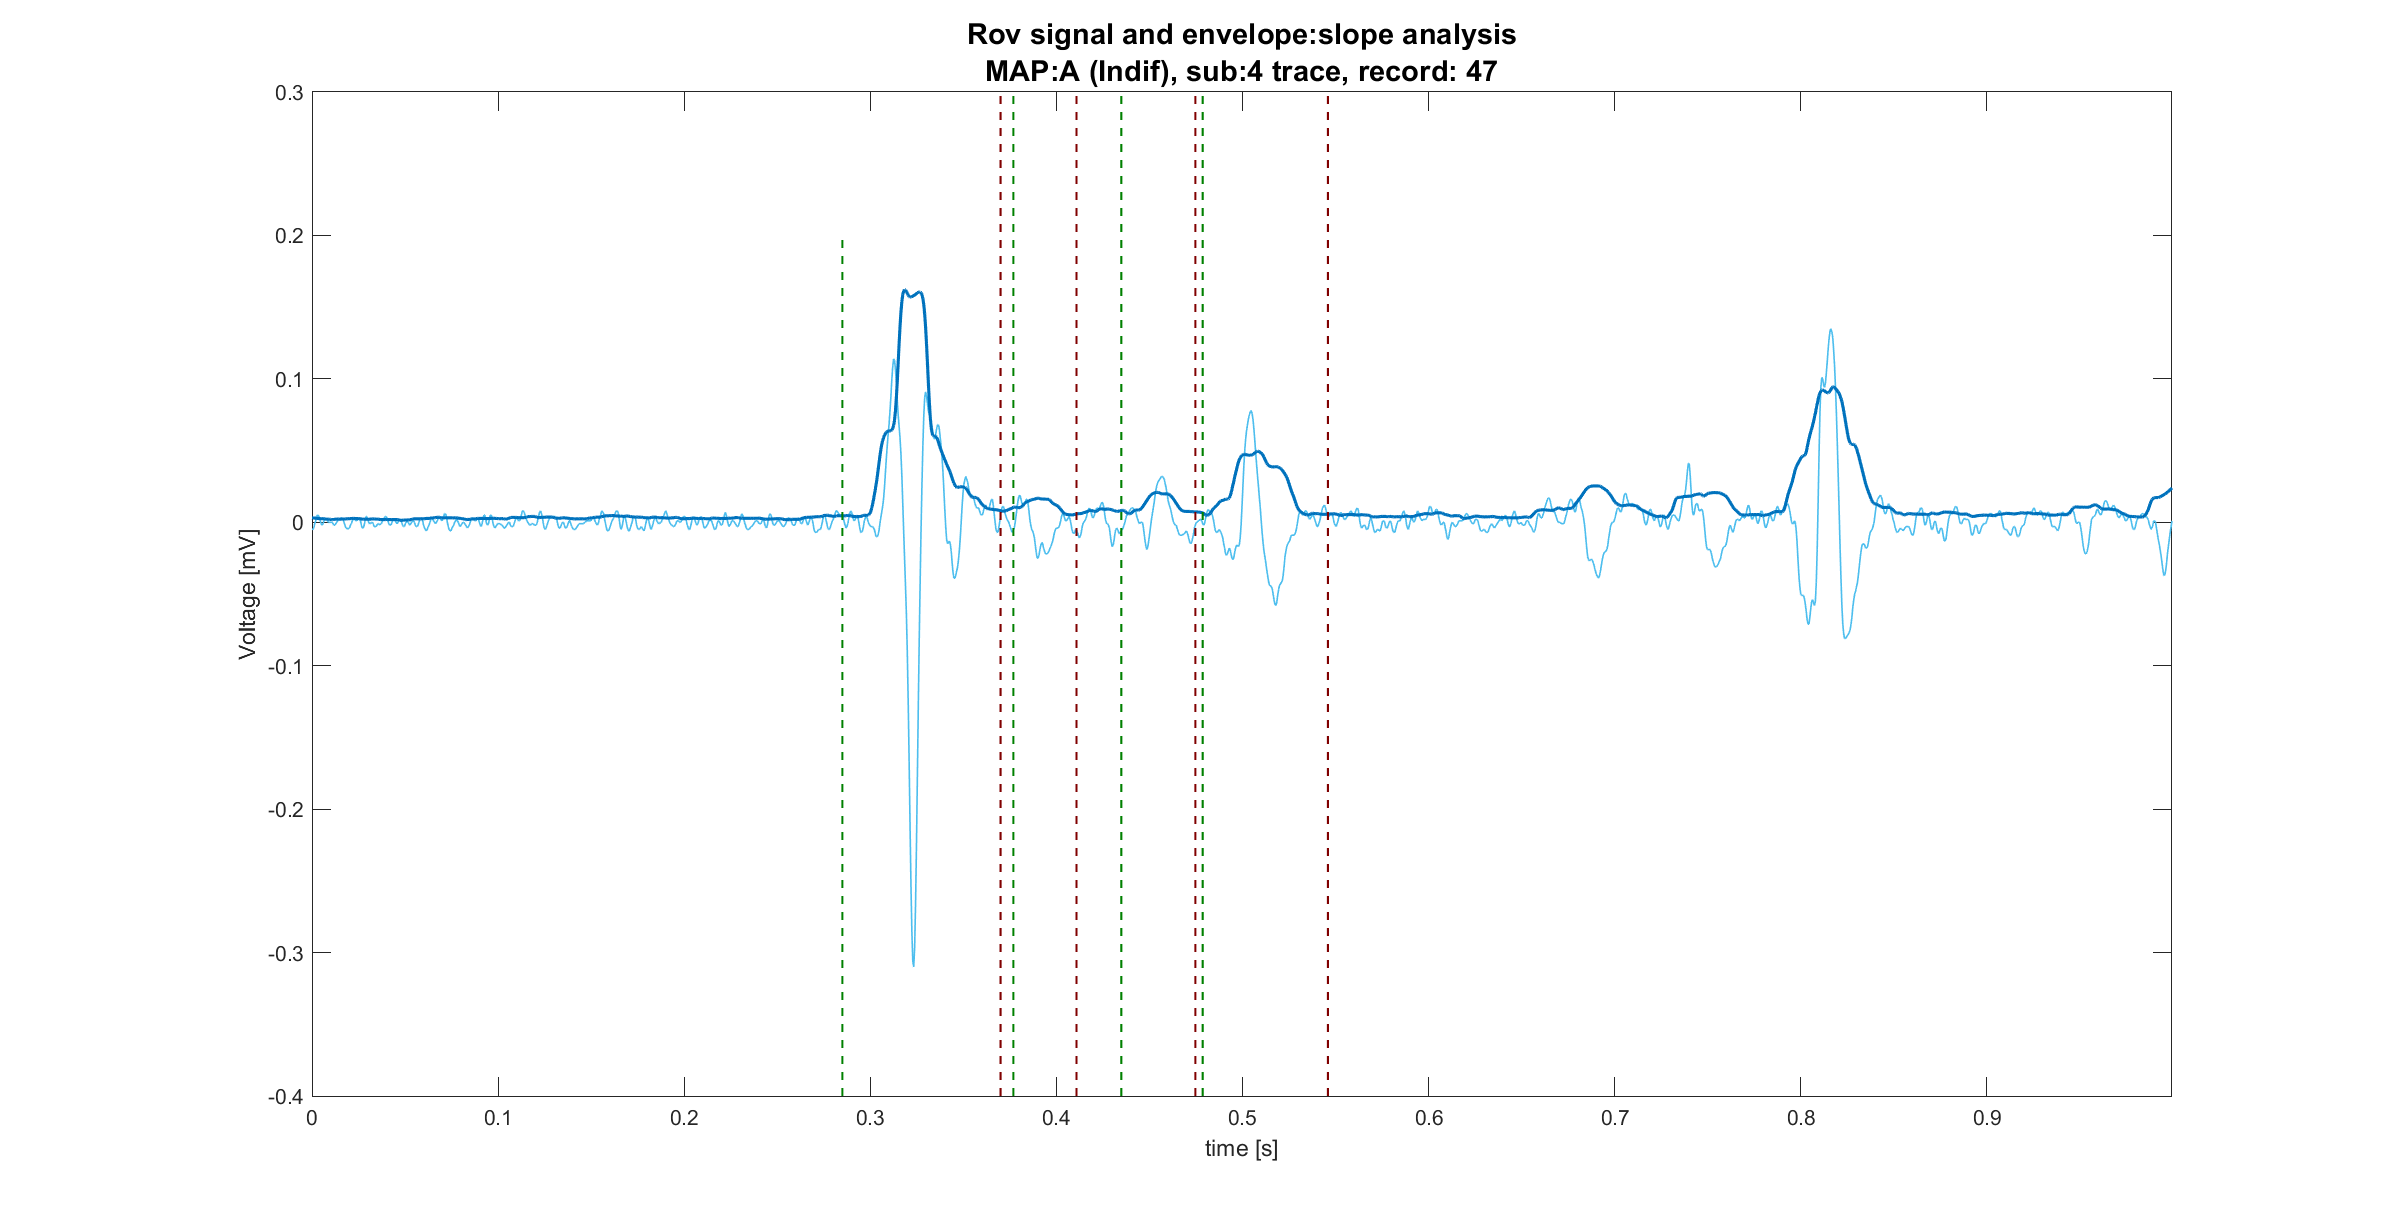 Rov signal and envelope:slope analysis
MAP:A (Indif), sub:4 trace, record: 47
0.3
0.2
0.1
0
-0.1
-0.2
-0.3
-0.4
Voltage [mV]
0 0.1 0.2 0.3 0.4 0.5 0.6 0.7 0.8 0.9
time [s]